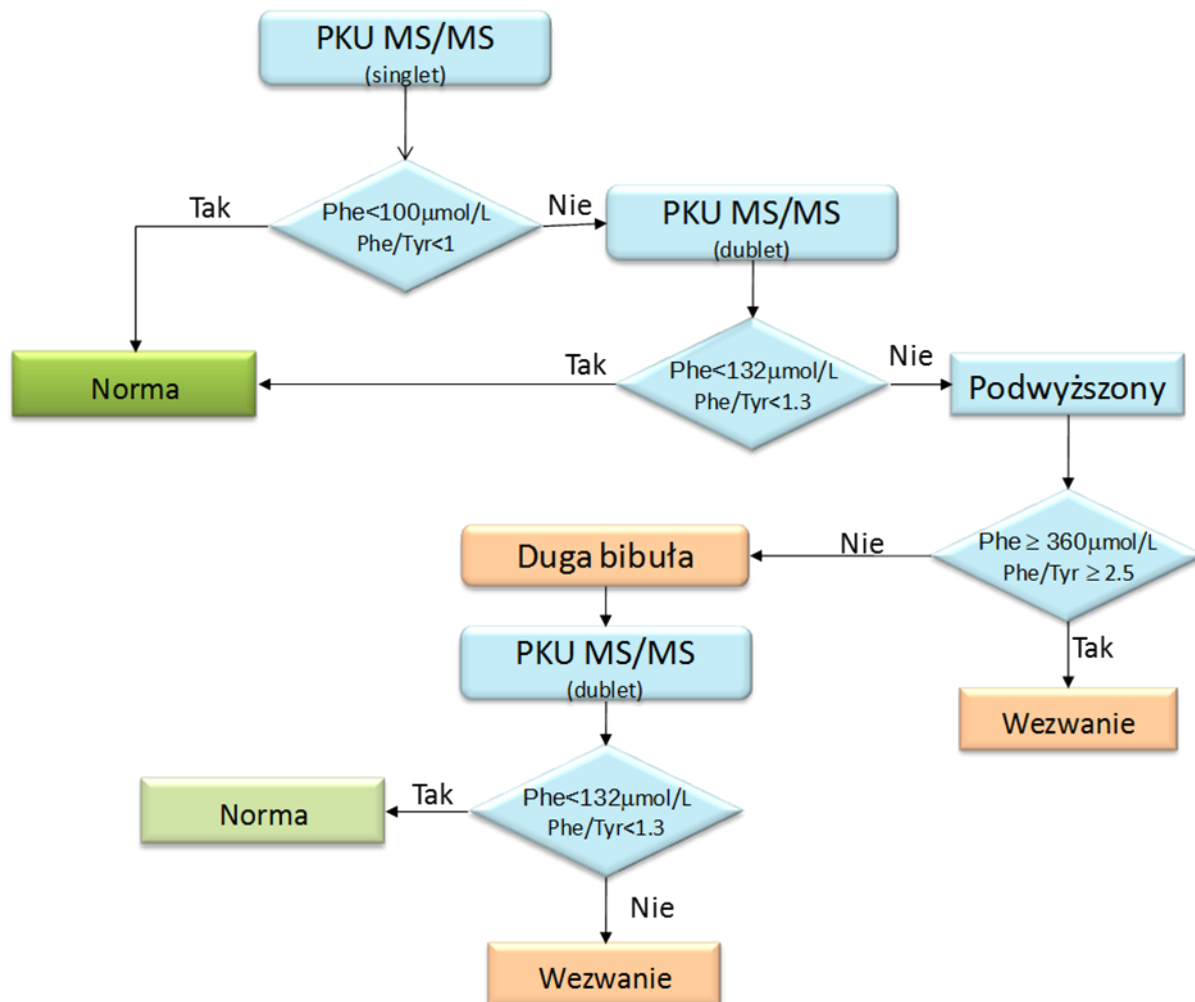 PKU MS/MS
(singlet)
Tak
Phe<100μmol/L
Phe/Tyr<1
Nie
PKU MS/MS
(dublet)
Norma
Tak
Phe<132μmol/L
Phe/Tyr<1.3
Nie
Podwyższony
Duga bibuła
Nie
Phe ≥ 360μmol/L
Phe/Tyr ≥ 2.5
PKU MS/MS
(dublet)
Tak
Wezwanie
Norma
Tak
Phe<132μmol/L
Phe/Tyr<1.3
Nie
Wezwanie